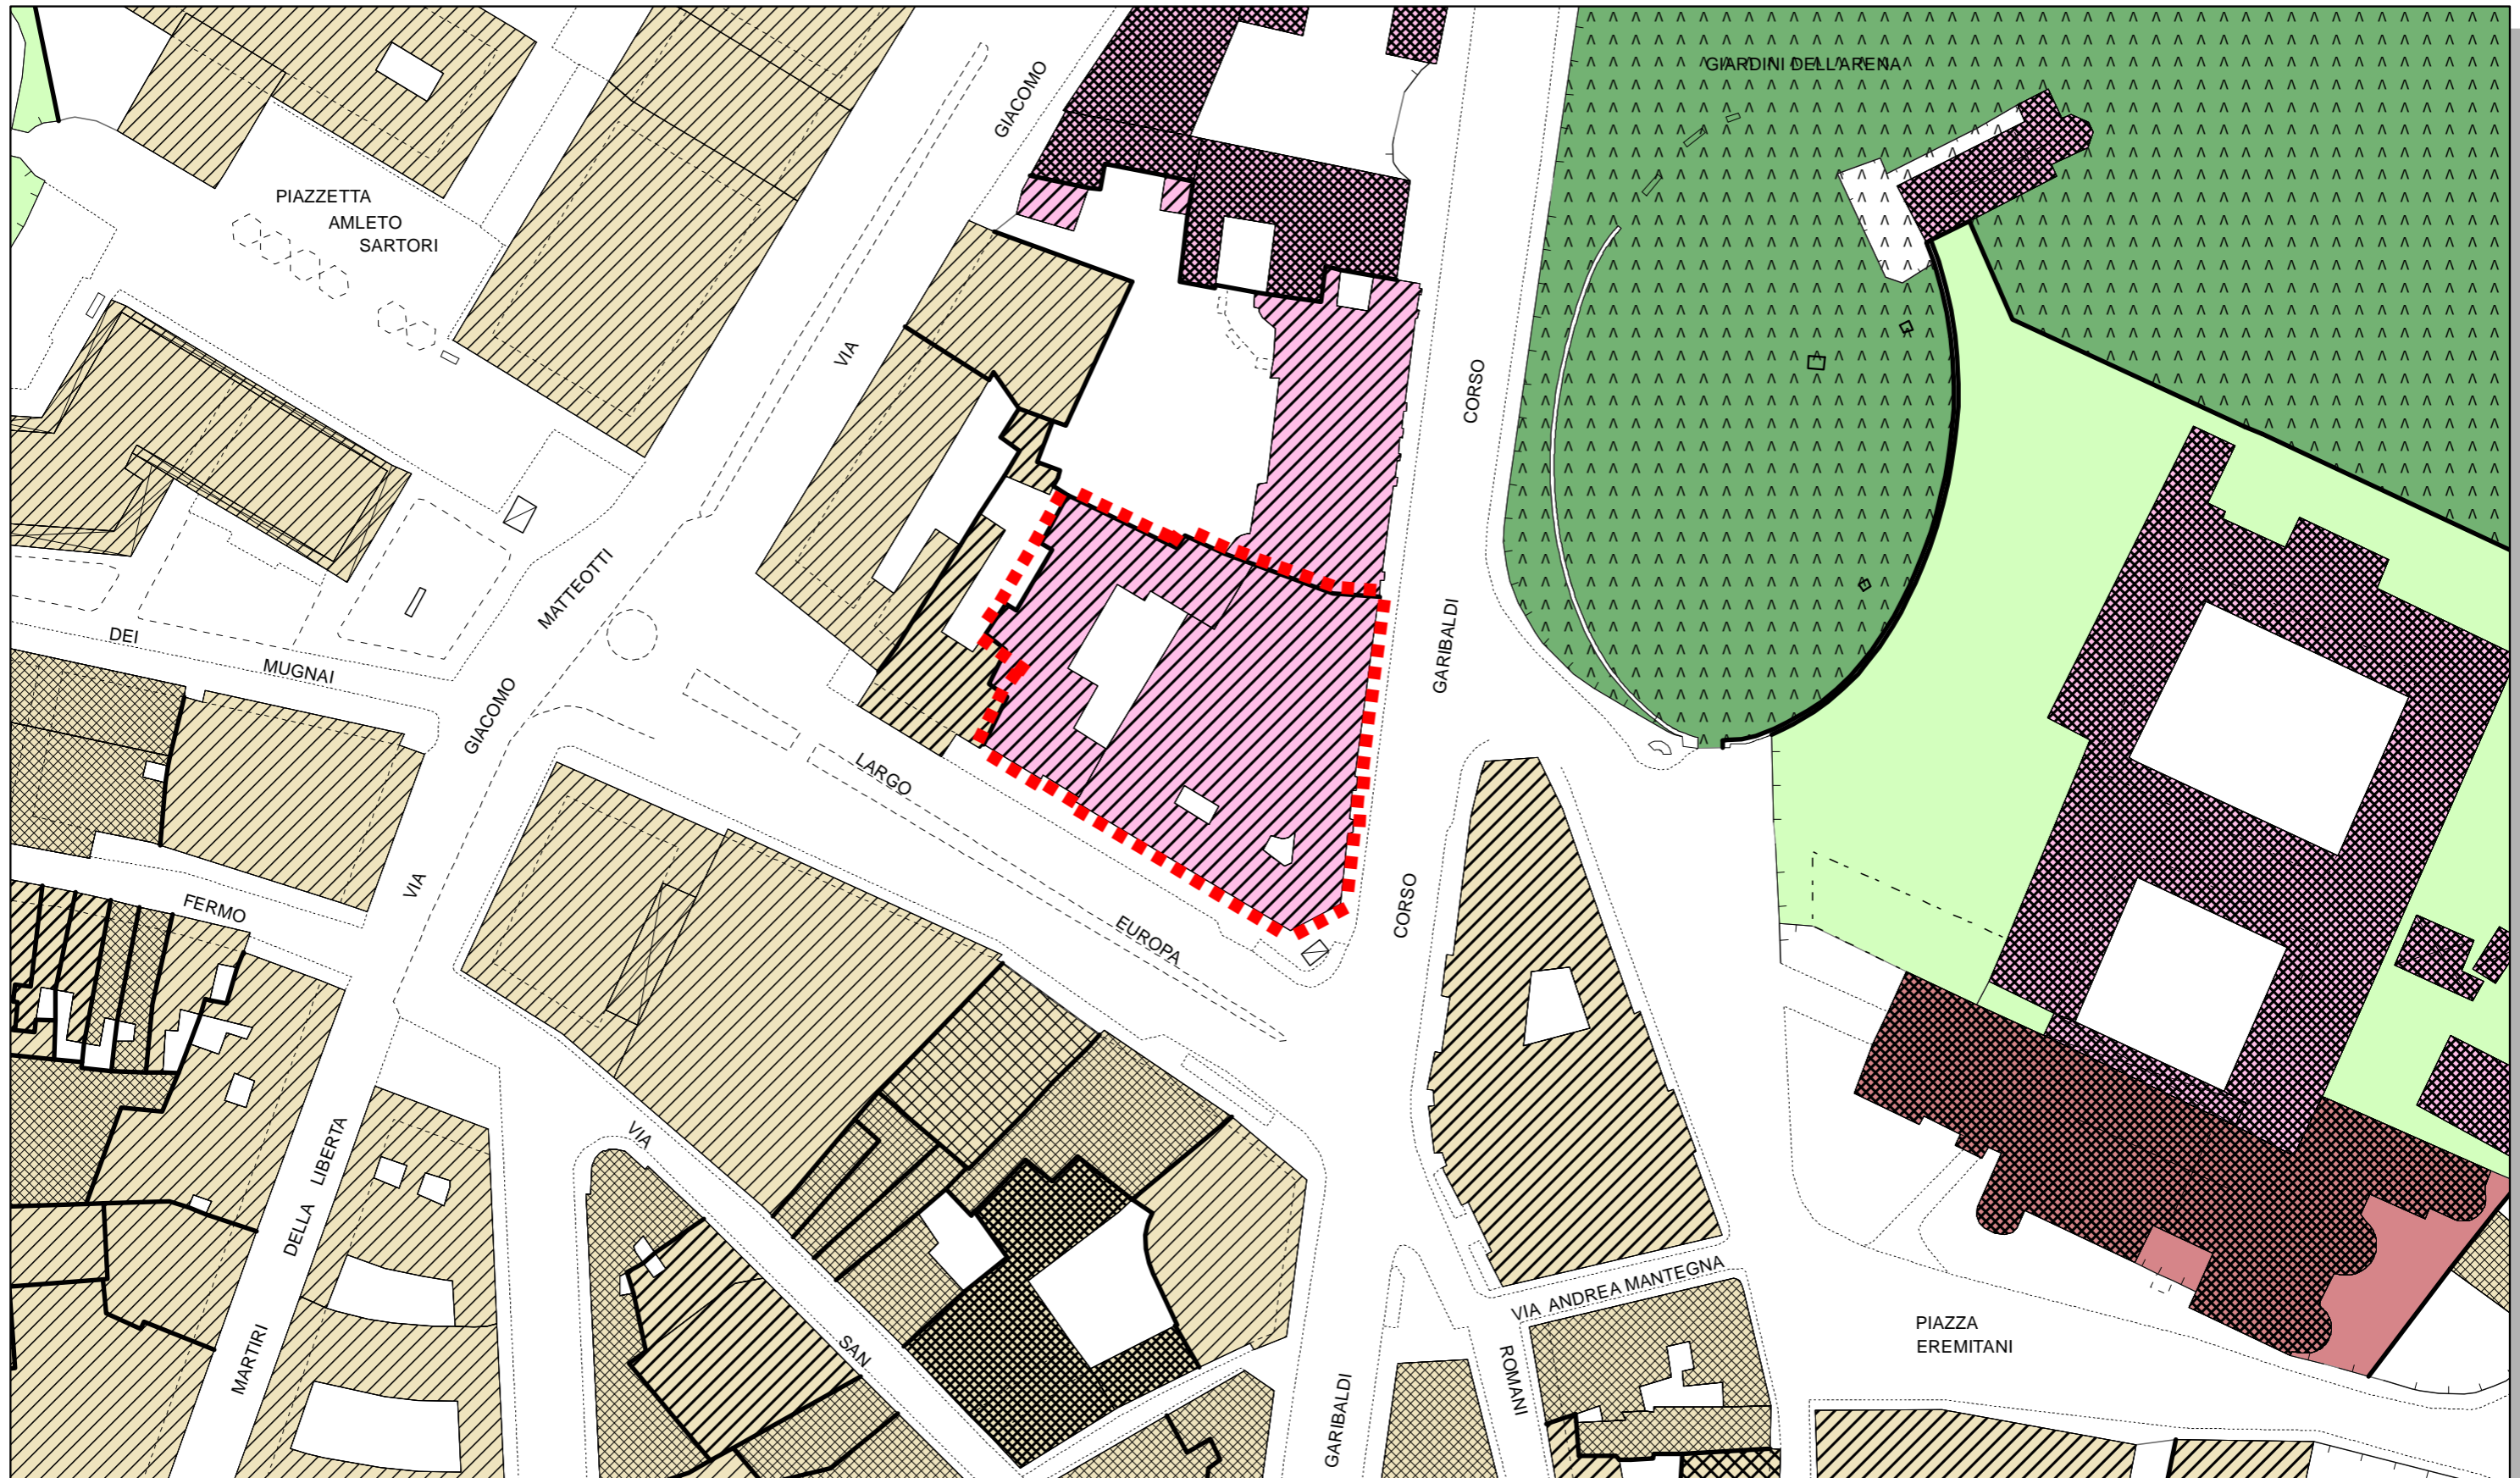 GIARDINI DELL'ARENA
GIACOMO
PIAZZETTA
AMLETO
SARTORI
VIA
CORSO
MATTEOTTI
GARIBALDI
DEI
MUGNAI
GIACOMO
LARGO
EUROPA
VIA
CORSO
FERMO
VIA
DELLA LIBERTA
MARTIRI
SAN
VIA ANDREA MANTEGNA
ROMANI
GARIBALDI
PIAZZA
EREMITANI